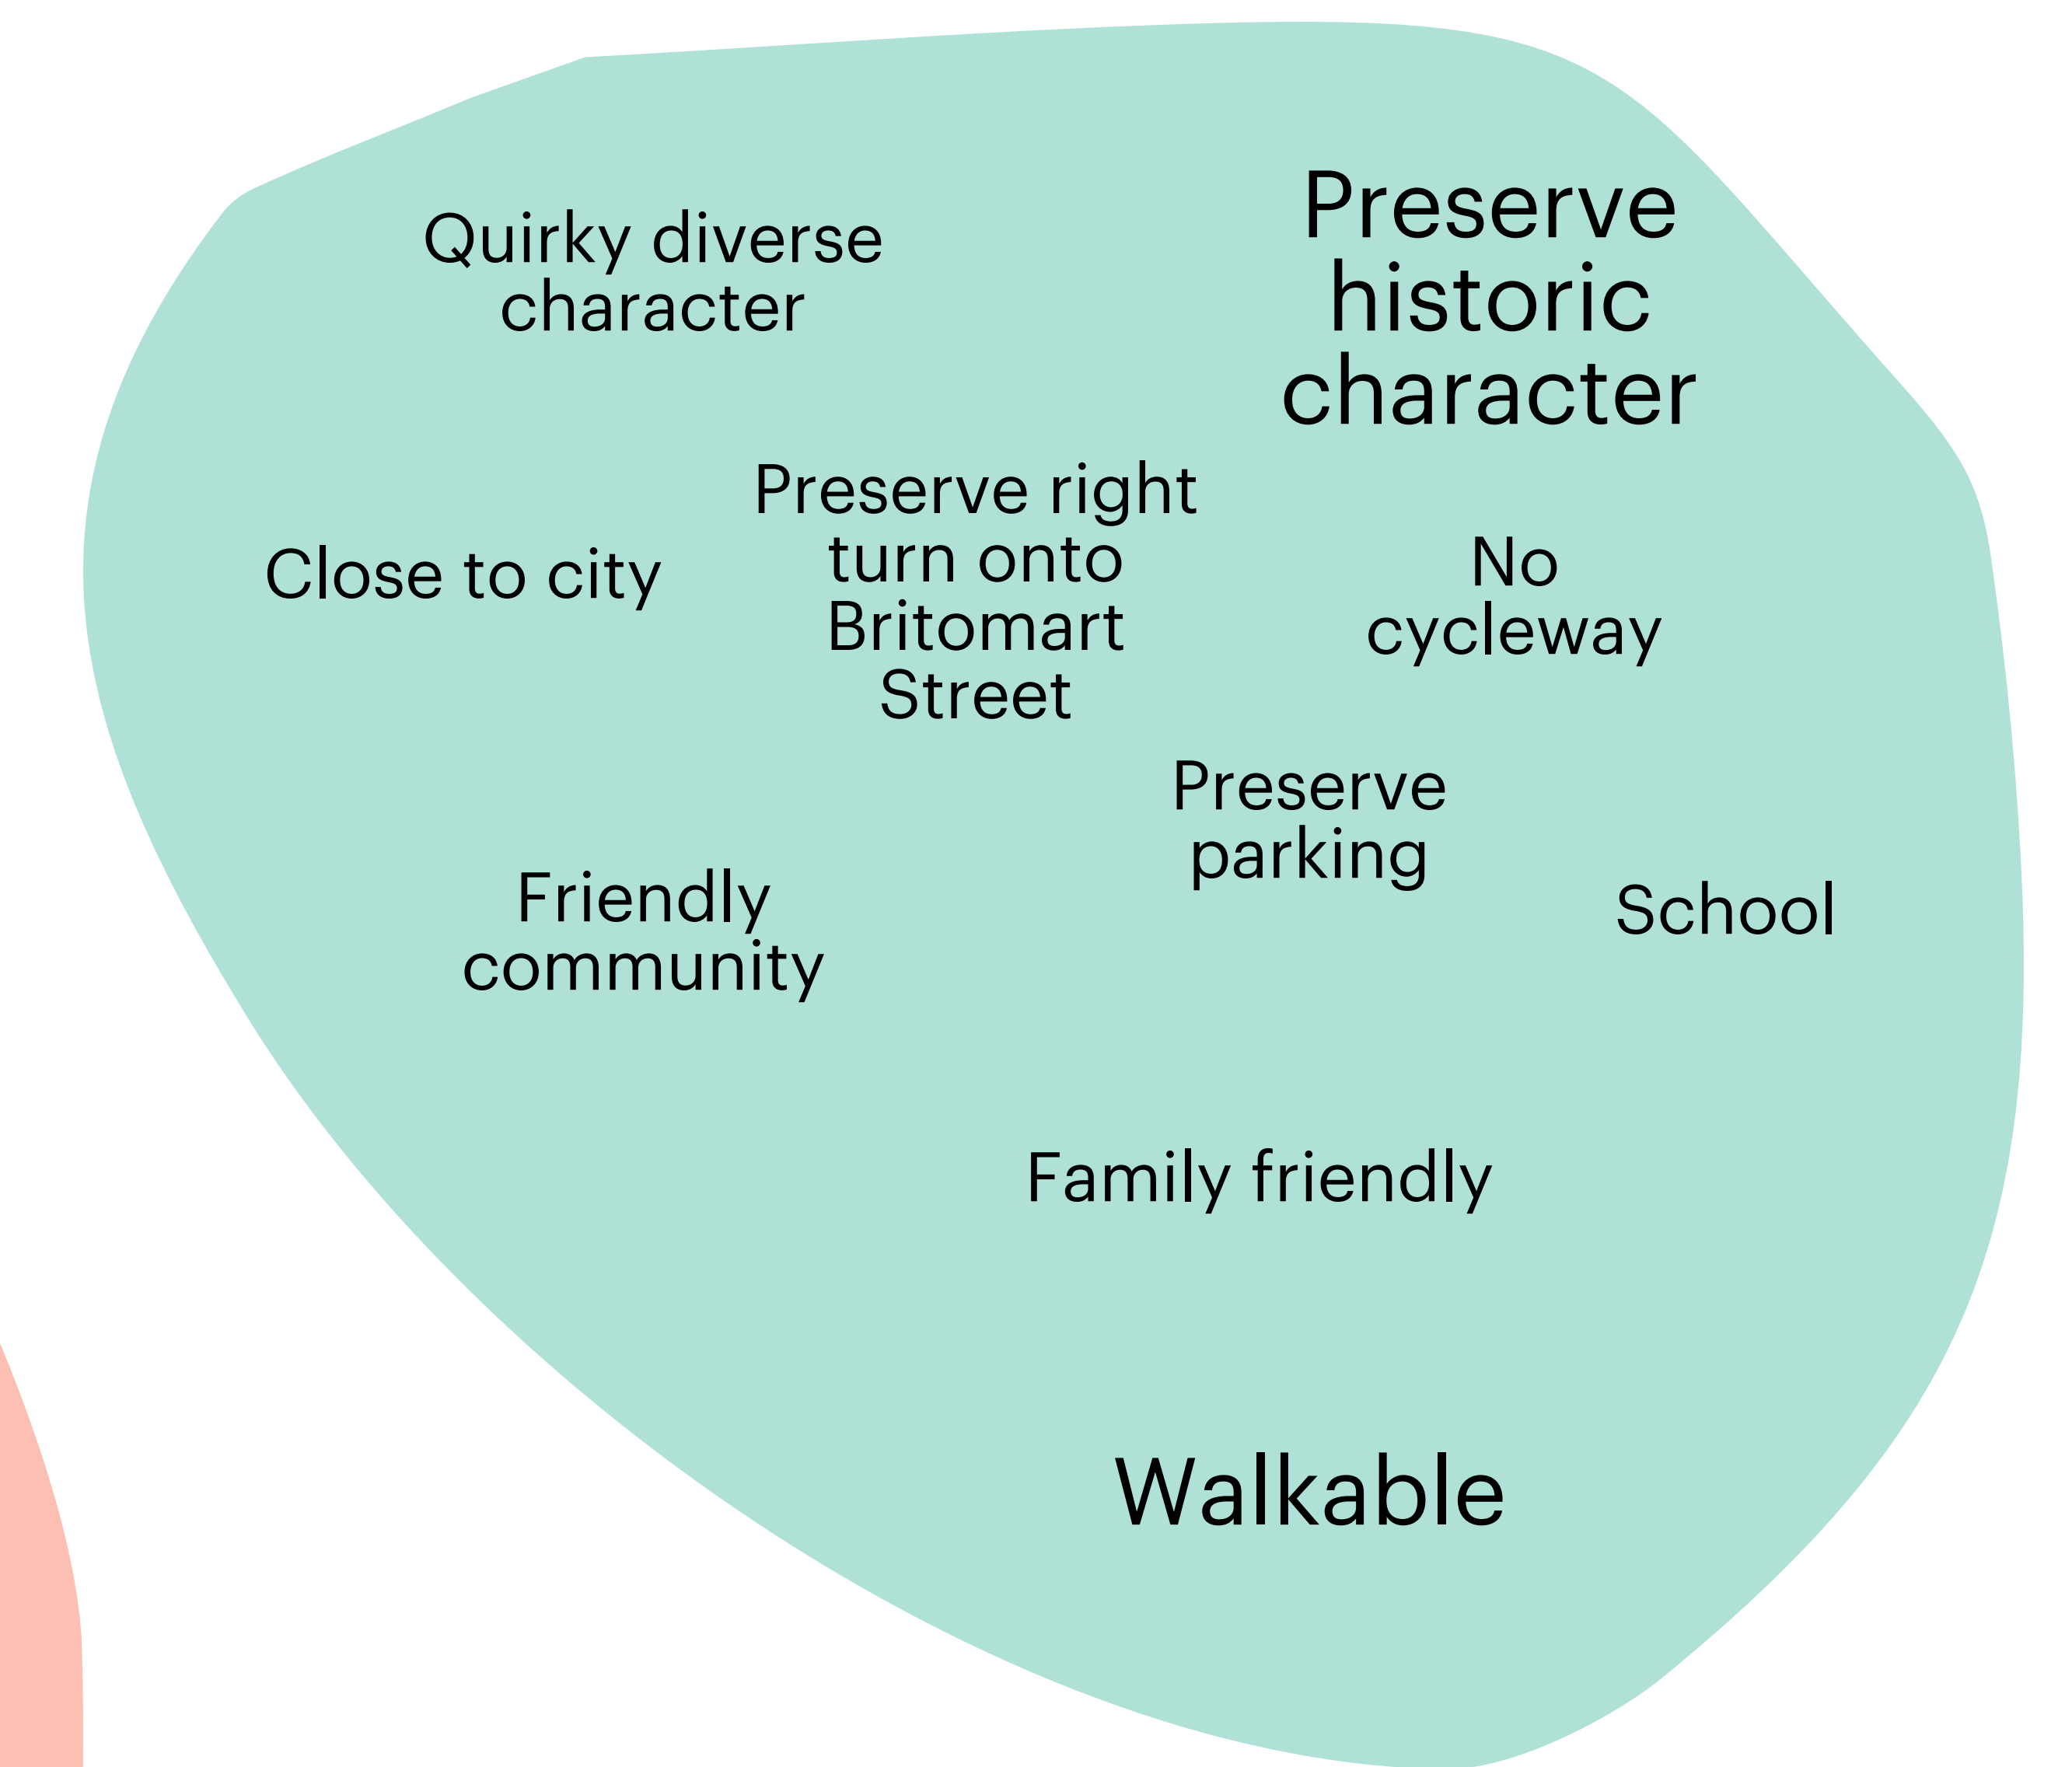 Quirky diverse
character
Preserve
historic
character
Preserve right
turn onto
Britomart
Street
Close to city
No
cycleway
Preserve
parking
School
Friendly
community
Family friendly
Walkable